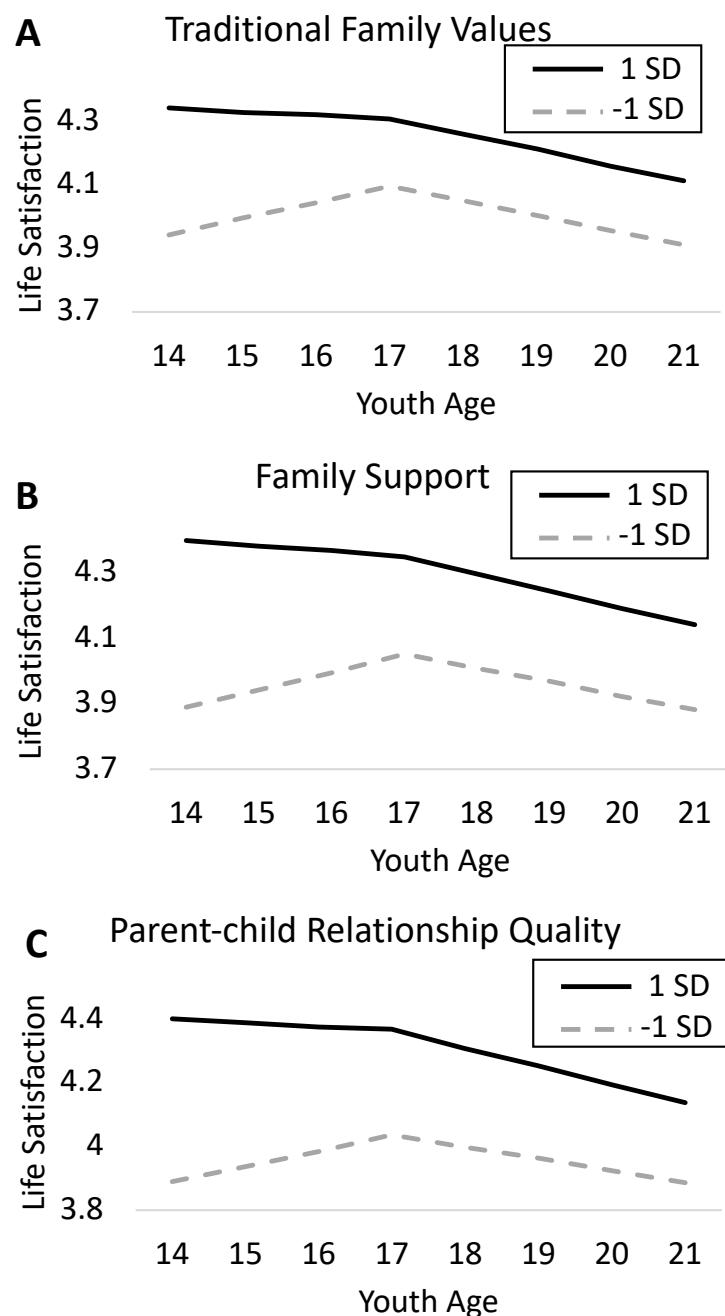 A Traditional Family Values
1 SD
-1 SD
4.3
4.1
3.9
3.7
Life Satisfaction
14 15 16 17 18 19 20 21
Youth Age
B Family Support
1 SD
-1 SD
4.3
4.1
3.9
3.7
Life Satisfaction
14 15 16 17 18 19 20 21
Youth Age
C Parent-child Relationship Quality
1 SD
-1 SD
4.4
4.2
4
3.8
Life Satisfaction
14 15 16 17 18 19 20 21
Youth Age